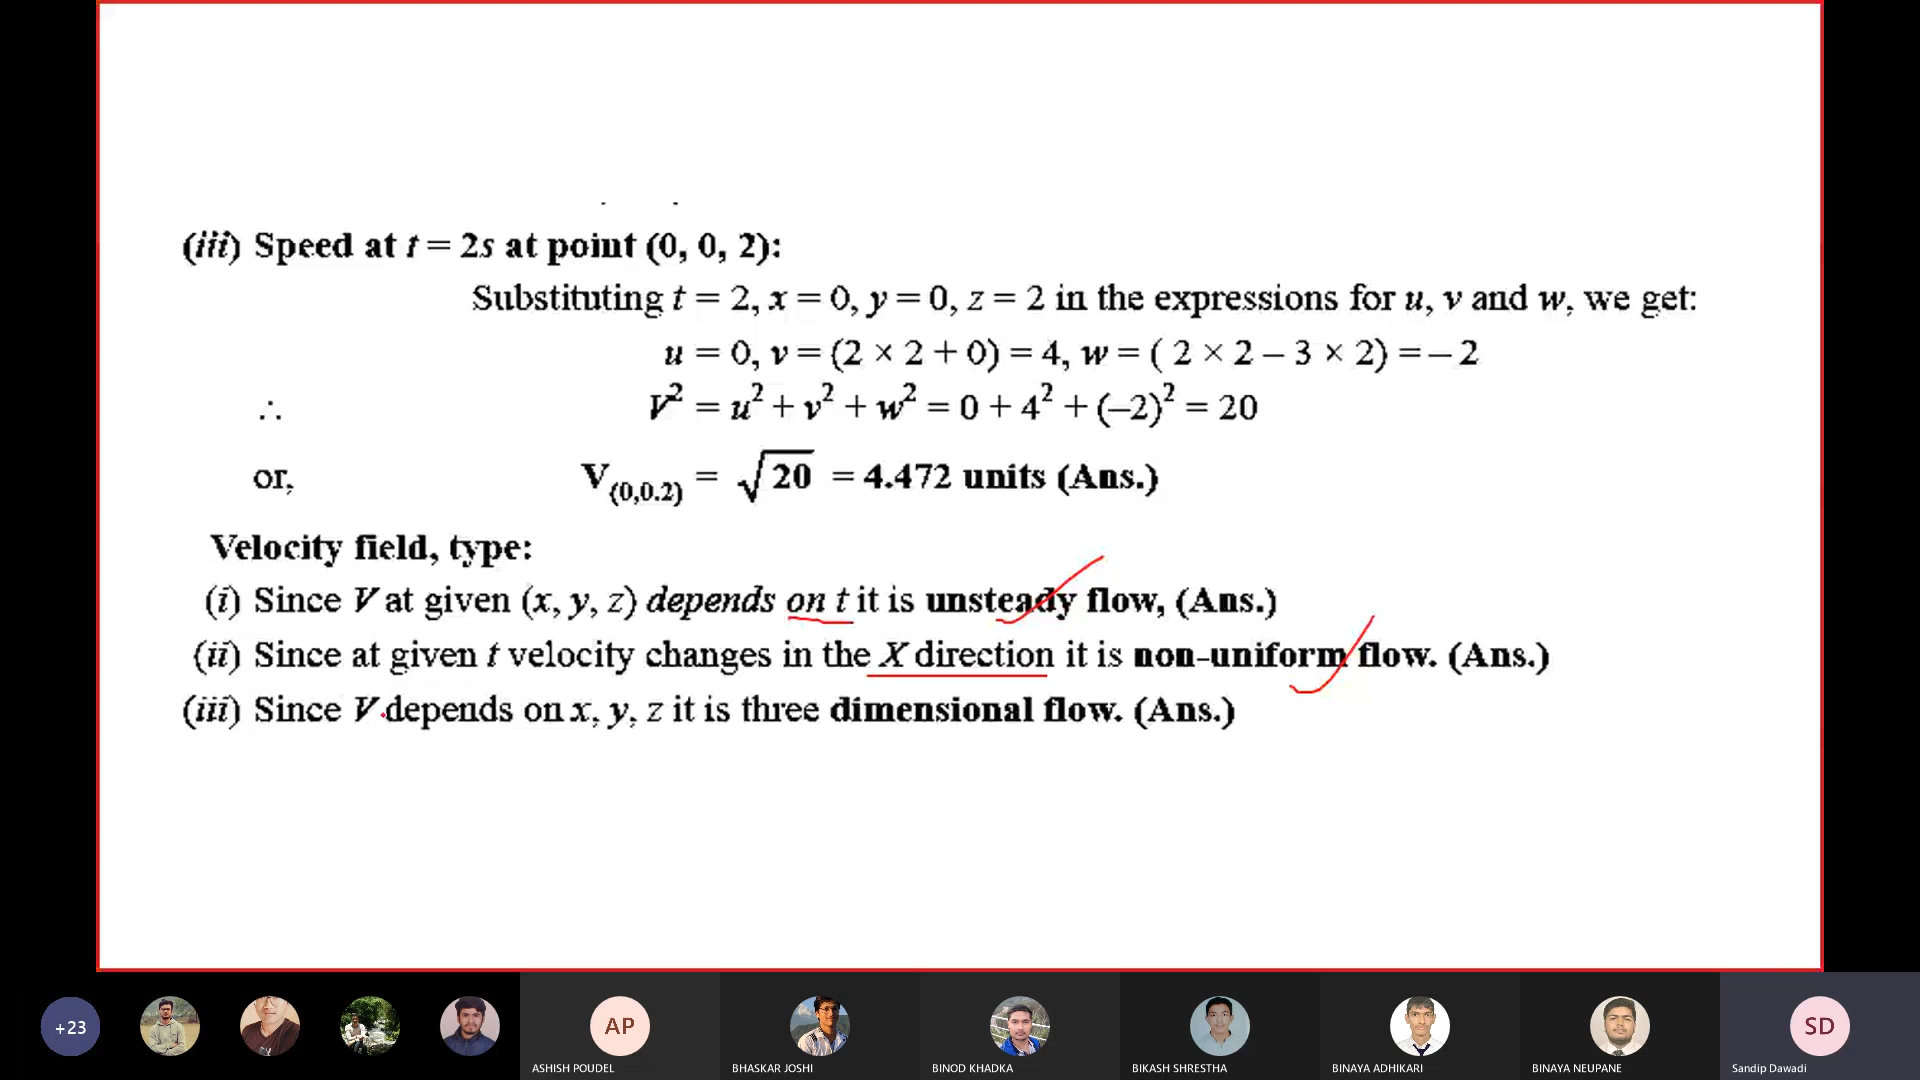 (iii) Speed at t = 2s at point (0, 0, 2):
Substituting t = 2, x = 0, y = 0, z = 2 in the expressions for u, v and w, we get:
u = 0, v = (2 × 2 + 0) = 4, w = ( 2 × 2 – 3 × 2) = – 2
∴ V² = u² + v² + w² = 0 + 4² + (–2)² = 20
or, V(0,0.2) = √20 = 4.472 units (Ans.)
Velocity field, type:
(i) Since V at given (x, y, z) depends on t it is unsteady flow, (Ans.)
(ii) Since at given t velocity changes in the X direction it is non-uniform flow. (Ans.)
(iii) Since V depends on x, y, z it is three dimensional flow. (Ans.)
+23
AP
SD
ASHISH POUDEL
BHASKAR JOSHI
BINOD KHADKA
BIKASH SHRESTHA
BINAYA ADHIKARI
BINAYA NEUPANE
Sandip Dawadi